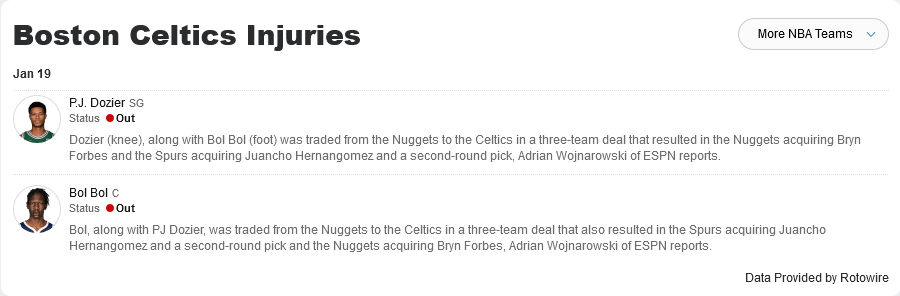 Boston Celtics Injuries
More NBA Teams
Jan 19
P.J. Dozier SG
Status Out
Dozier (knee), along with Bol Bol (foot) was traded from the Nuggets to the Celtics in a three-team deal that resulted in the Nuggets acquiring Bryn
Forbes and the Spurs acquiring Juancho Hernangomez and a second-round pick, Adrian Wojnarowski of ESPN reports.
Bol Bol C
Status Out
Bol, along with PJ Dozier, was traded from the Nuggets to the Celtics in a three-team deal that also resulted in the Spurs acquiring Juancho
Hernangomez and a second-round pick and the Nuggets acquiring Bryn Forbes, Adrian Wojnarowski of ESPN reports.
Data Provided by Rotowire